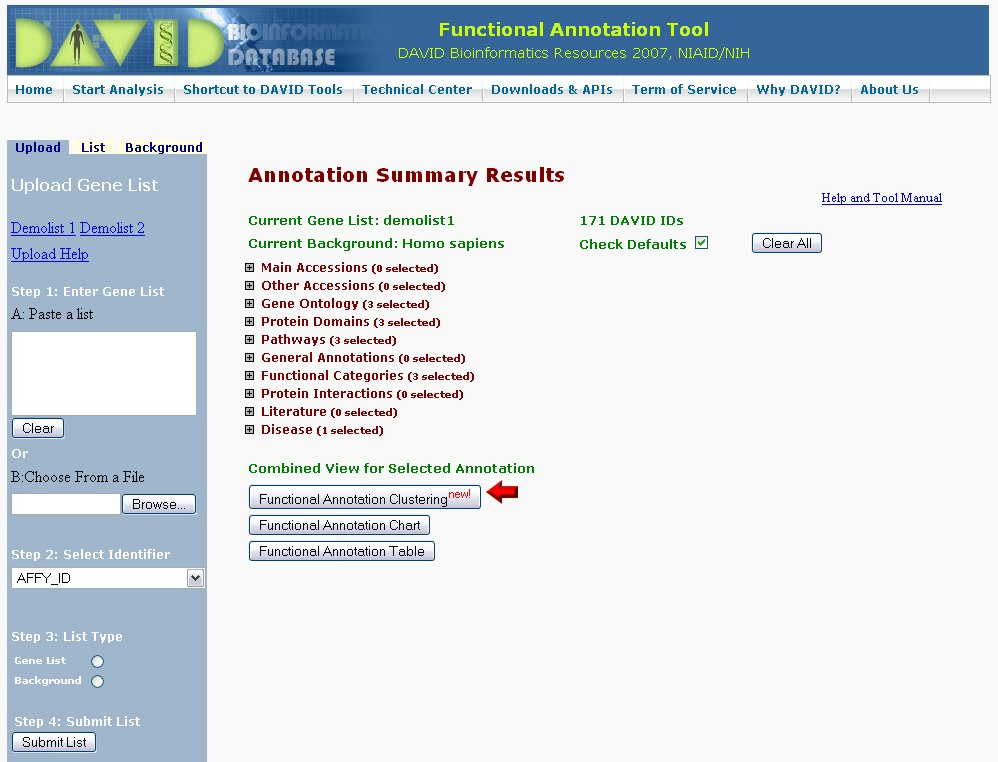 DAVID BIOINFORMATICS
DATABASE
Functional Annotation Tool
DAVID Bioinformatics Resources 2007, NIAID/NIH
Home Start Analysis Shortcut to DAVID Tools Technical Center Downloads & APIs Term of Service Why DAVID? About Us
Upload List Background
Upload Gene List
Demolist 1 Demolist 2
Upload Help
Step 1: Enter Gene List
A: Paste a list
Clear
Or
B:Choose From a File
Browse...
Step 2: Select Identifier
AFFY_ID
Step 3: List Type
Gene List
Background
Step 4: Submit List
Submit List
Annotation Summary Results
Help and Tool Manual
Current Gene List: demolist1 171 DAVID IDs
Current Background: Homo sapiens Check Defaults Clear All
Main Accessions (0 selected)
Other Accessions (0 selected)
Gene Ontology (3 selected)
Protein Domains (3 selected)
Pathways (3 selected)
General Annotations (0 selected)
Functional Categories (3 selected)
Protein Interactions (0 selected)
Literature (0 selected)
Disease (1 selected)
Combined View for Selected Annotation
Functional Annotation Clustering new!
Functional Annotation Chart
Functional Annotation Table